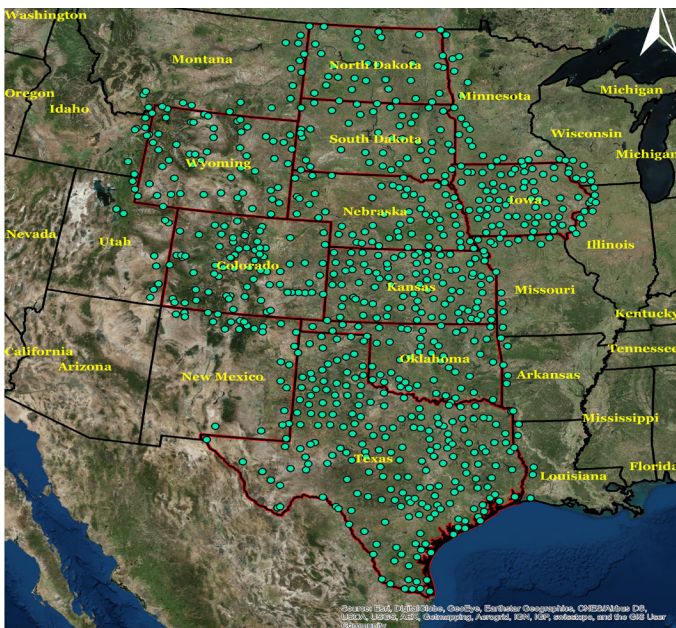 Washington
Montana
North Dakota
Minnesota
Michigan
Oregon
Idaho
South Dakota
Wisconsin
Wyoming
Michigan
Iowa
Nebraska
Nevada
Utah
Illinois
Colorado
Kansas
Missouri
Kentucky
California
Arizona
New Mexico
Oklahoma
Arkansas
Tennessee
Mississippi
Texas
Louisiana
Florida
Source: Esri, DigitalGlobe, GeoEye, Earthstar Geographics, CNES/Airbus DS,
USDA, USGS, AEX, Getmapping, Aerogrid, IGN, IGP, swisstopo, and the GIS User
Community